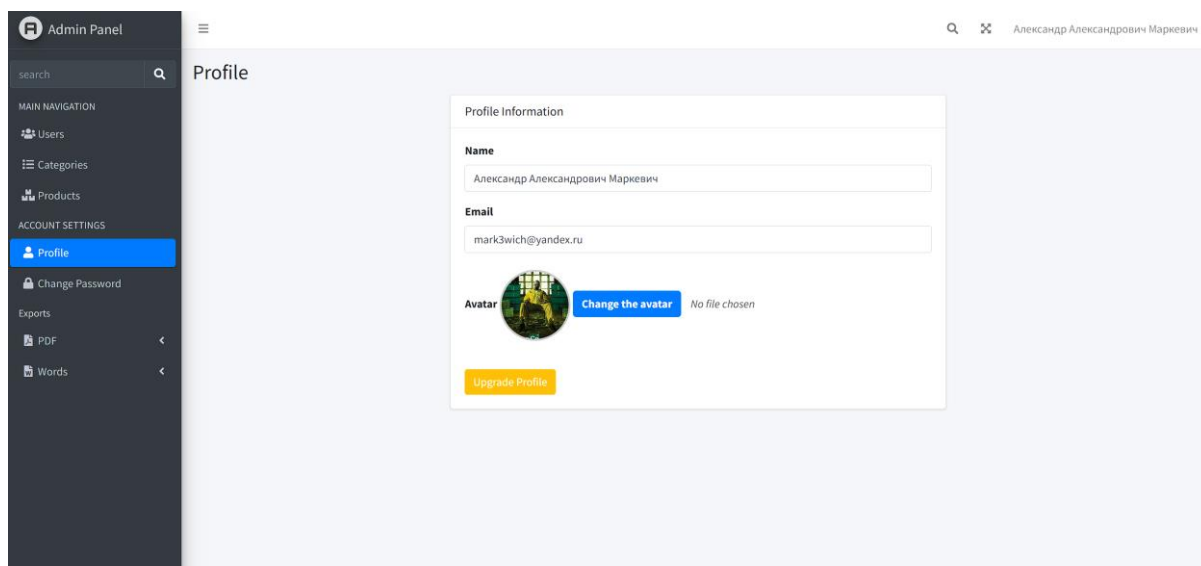 Admin Panel
Александр Александрович Маркевич
search
Profile
MAIN NAVIGATION
Users
Categories
Products
ACCOUNT SETTINGS
Profile
Change Password
Exports
PDF
Words
Profile Information
Name
Александр Александрович Маркевич
Email
mark3wich@yandex.ru
Avatar Change the avatar No file chosen
Upgrade Profile